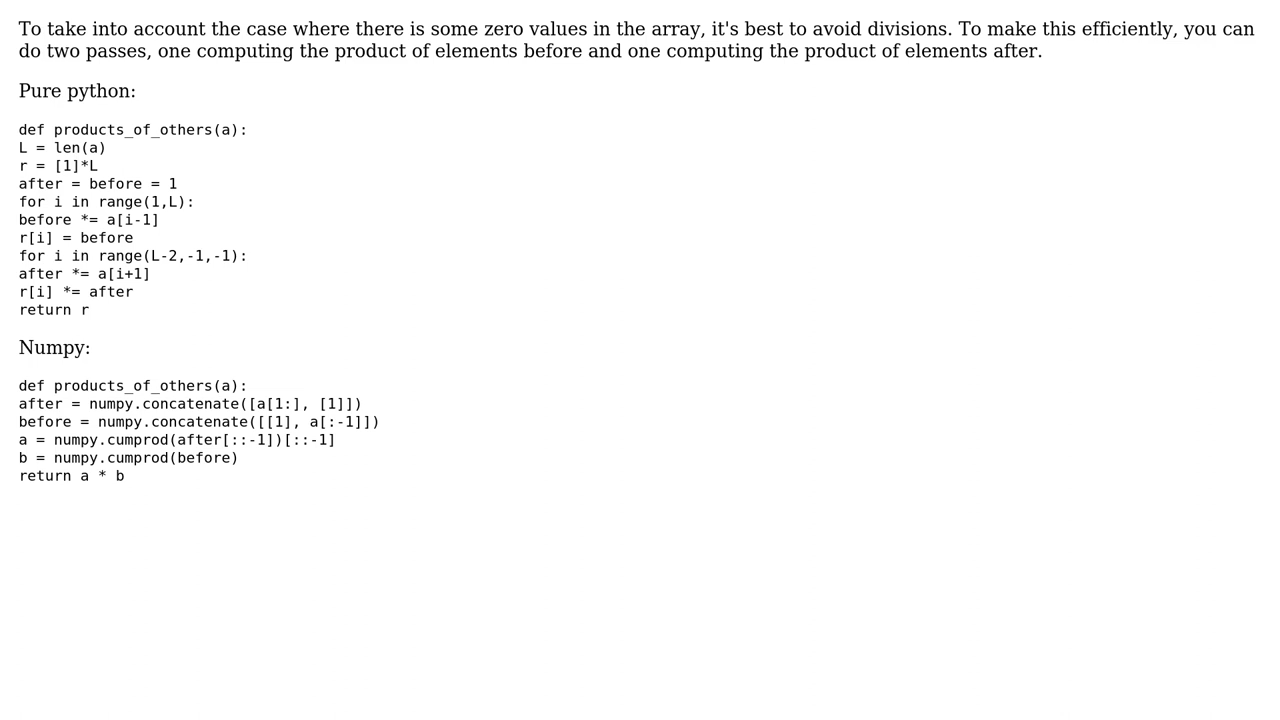 To take into account the case where there is some zero values in the array, it's best to avoid divisions. To make this efficiently, you can
do two passes, one computing the product of elements before and one computing the product of elements after.
Pure python:
def products_of_others(a):
L = len(a)
r = [1]*L
after = before = 1
for i in range(1,L):
before *= a[i-1]
r[i] = before
for i in range(L-2,-1,-1):
after *= a[i+1]
r[i] *= after
return r
Numpy:
def products_of_others(a):
after = numpy.concatenate([a[1:], [1]])
before = numpy.concatenate([[1], a[:-1]])
a = numpy.cumprod(after[::-1])[::-1]
b = numpy.cumprod(before)
return a * b